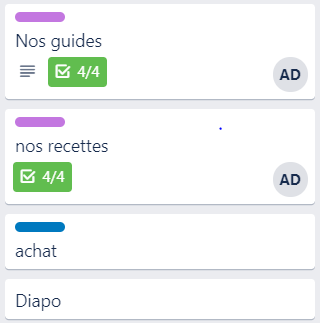 Nos guides
4/4
AD
nos recettes
4/4
AD
achat
Diapo